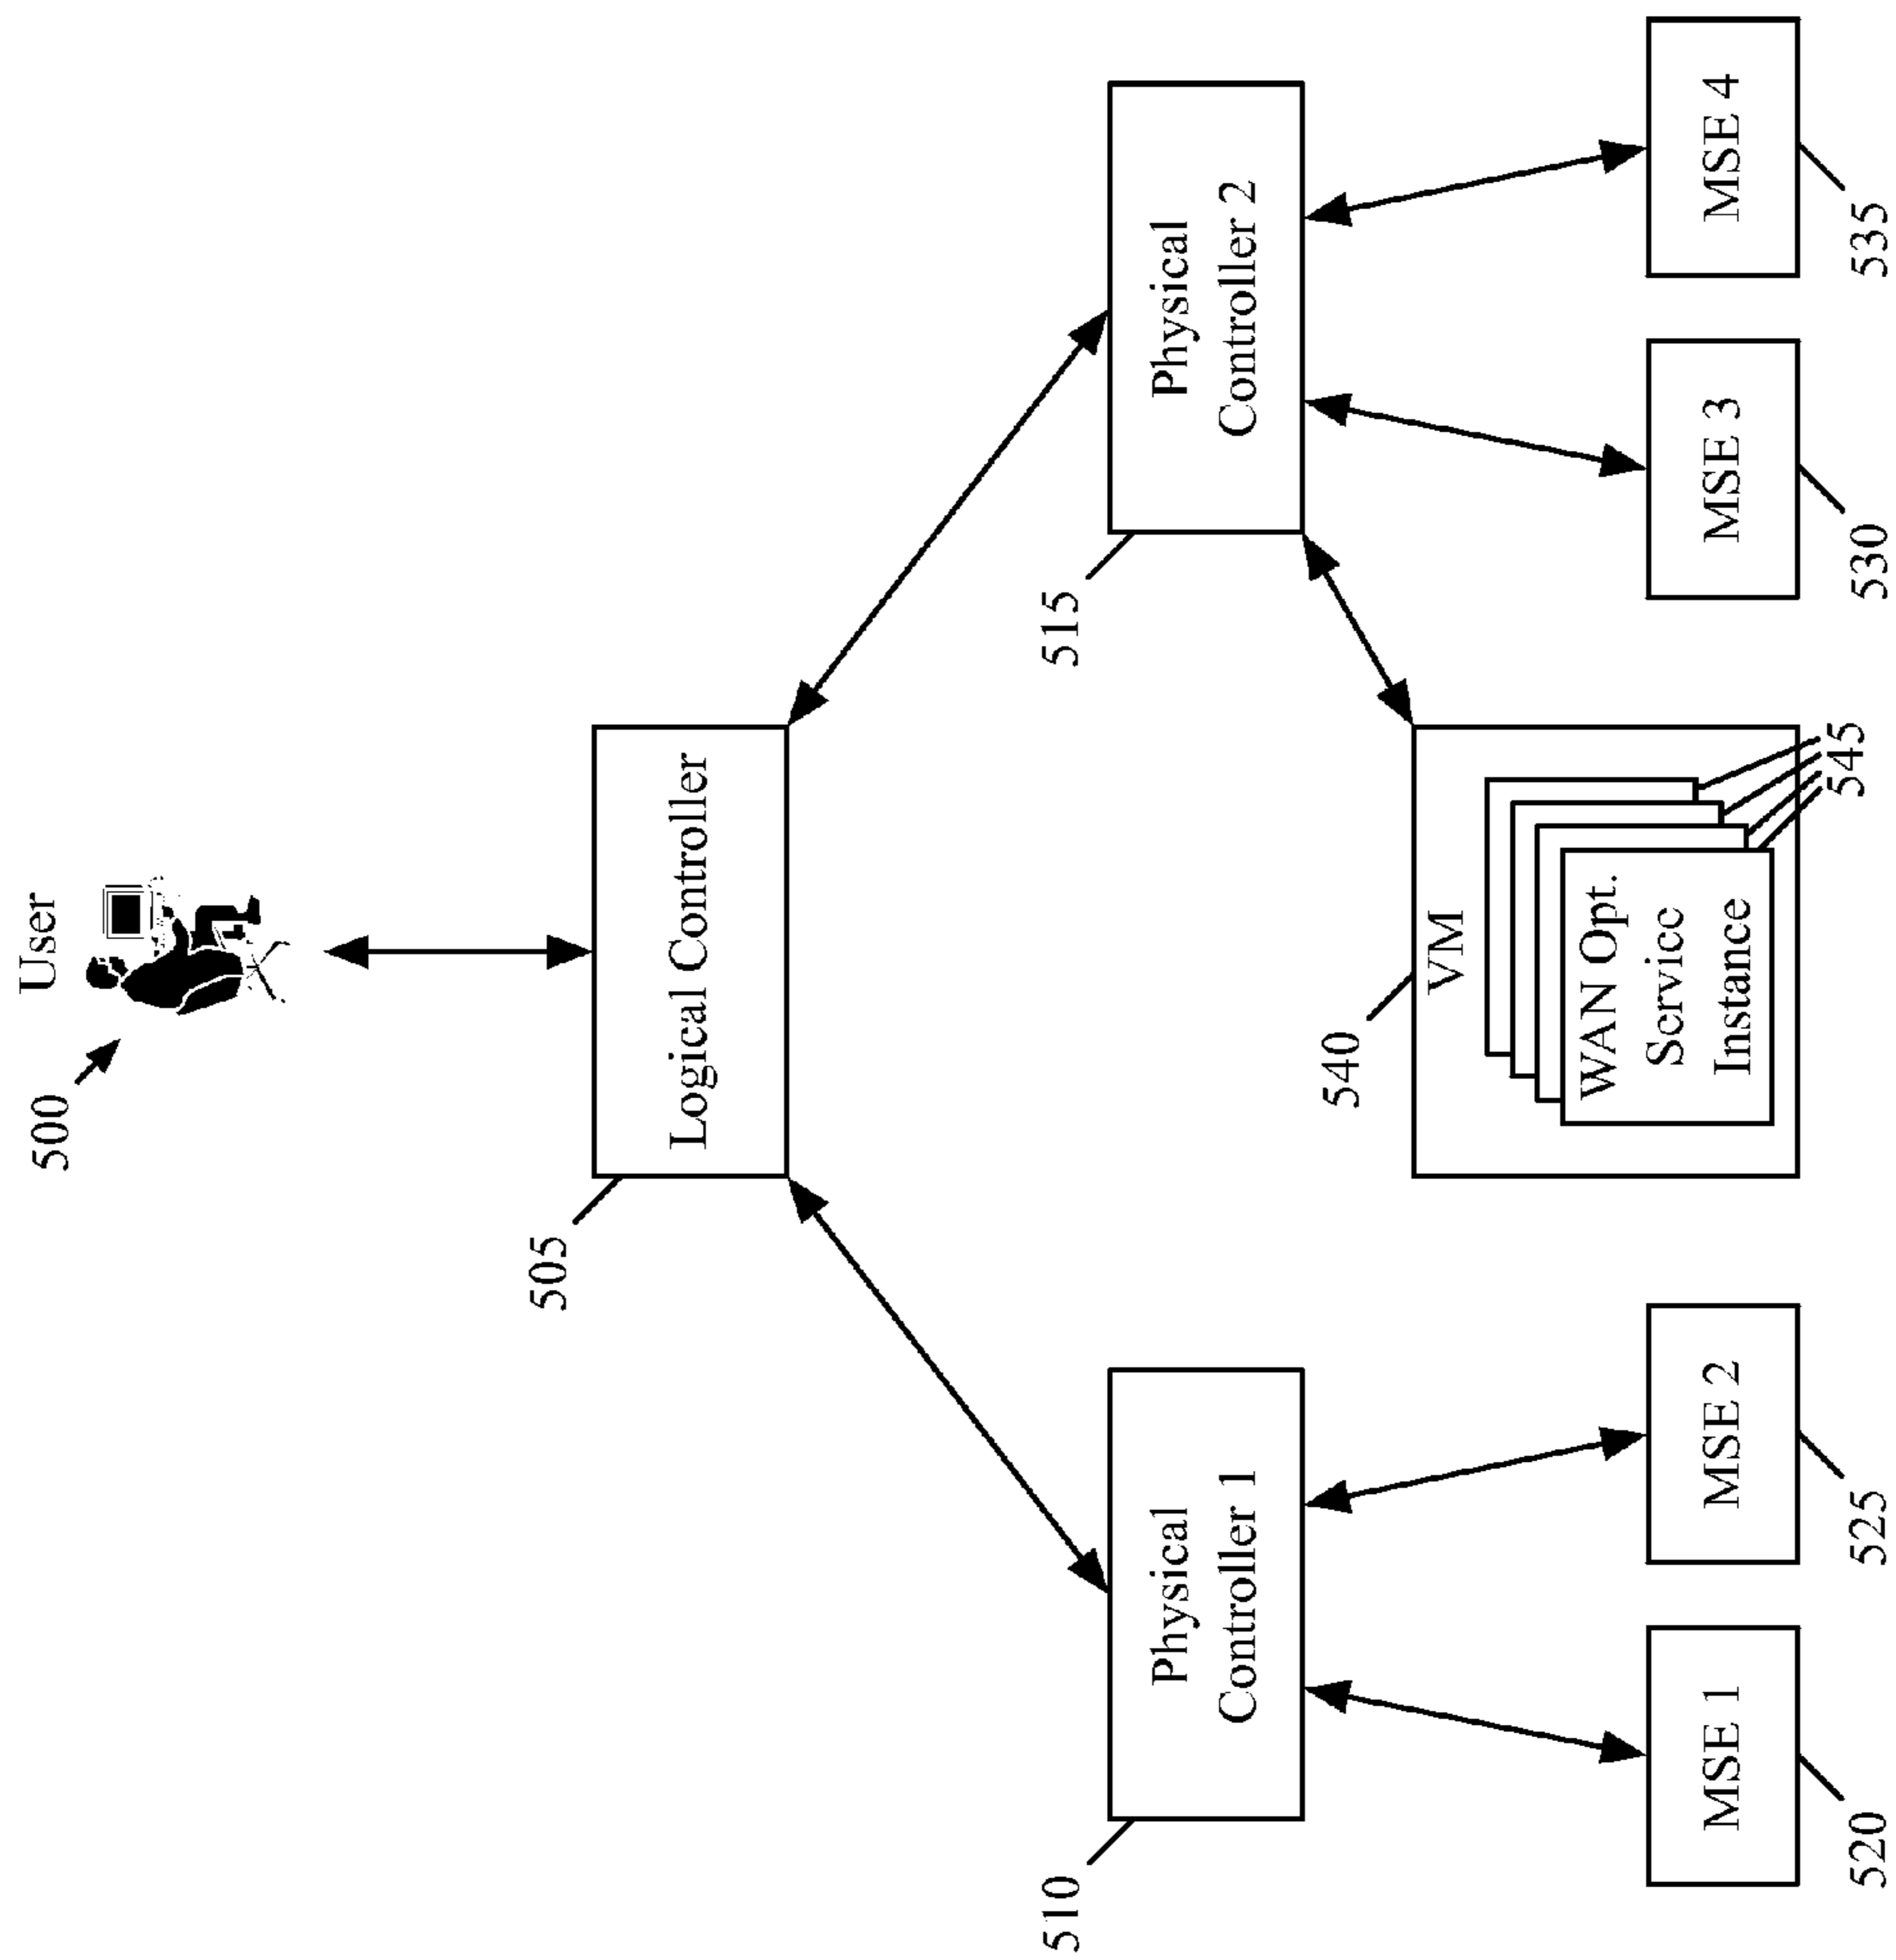 500
User
505
Logical Controller
510
Physical
Controller 1
515
Physical
Controller 2
520
MSE 1
525
MSE 2
540
VM
WAN Opt.
Service
Instance
545
530
MSE 3
535
MSE 4